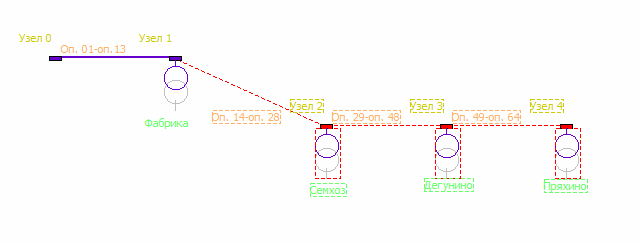 Узел 0
Узел 1
Оп. 01-оп.13
Фабрика
Оп. 14-оп. 28
Узел 2
Оп. 29-оп. 48
Узел 3
Оп. 49-оп. 64
Узел 4
Семхоз
Дегунино
Пряхино